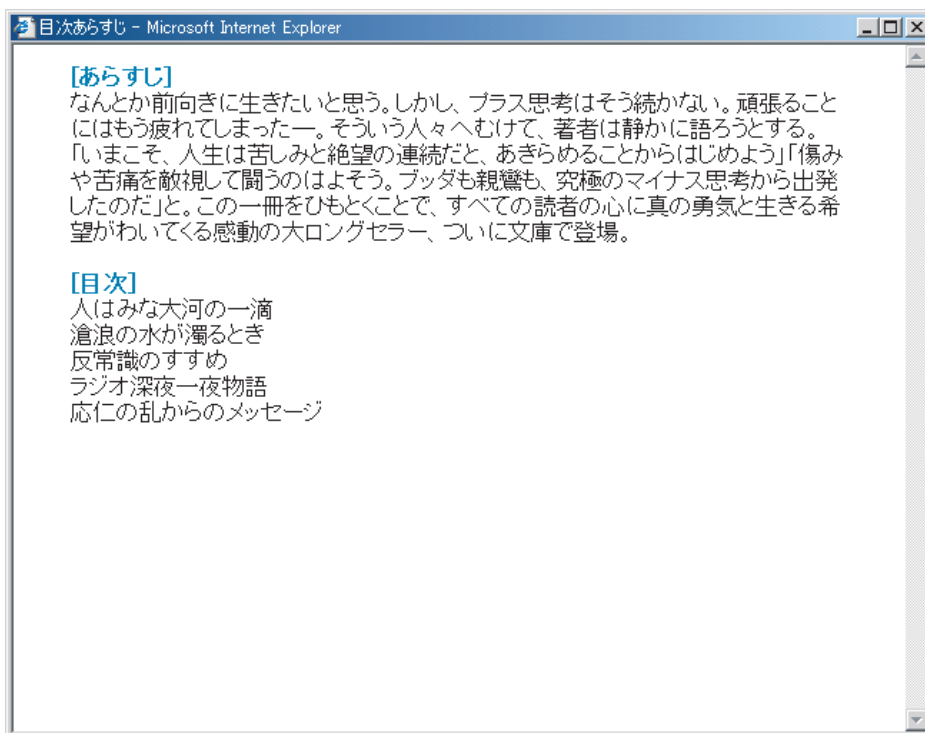 目次あらすじ - Microsoft Internet Explorer
[あらすじ]
なんとか前向きに生きたいと思う。しかし、プラス思考はそう続かない。頑張ること
にはもう疲れてしまった―。そういう人々へむけて、著者は静かに語ろうとする。
「いまこそ、人生は苦しみと絶望の連続だと、あきらめることからはじめよう」「傷み
や苦痛を敵視して闘うのはよそう。ブッダも親鸞も、究極のマイナス思考から出発
したのだ」と。この一冊をひもとくことで、すべての読者の心に真の勇気と生きる希
望がわいてくる感動の大ロングセラー、ついに文庫で登場。
[目次]
人はみな大河の一滴
滄浪の水が濁るとき
反常識のすすめ
ラジオ深夜一夜物語
応仁の乱からのメッセージ